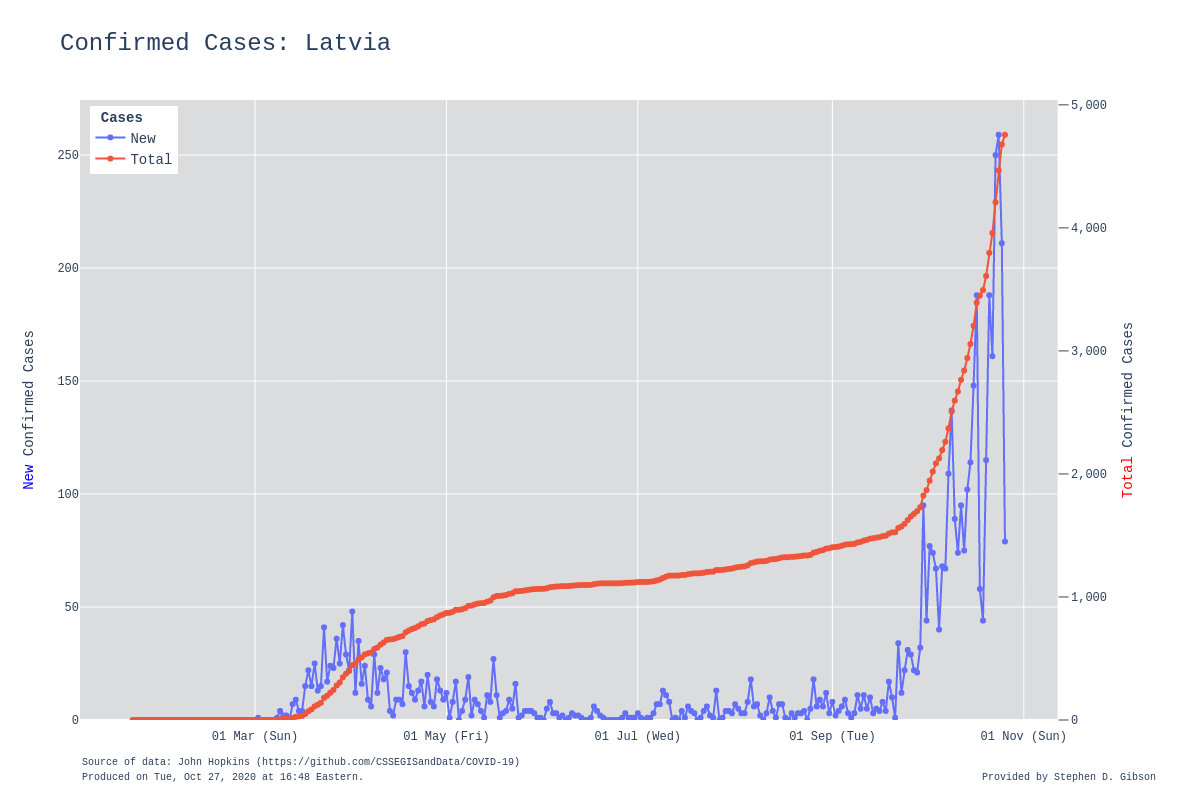 Confirmed Cases: Latvia
Cases
New
Total
250
200
150
100
50
0
5,000
4,000
3,000
2,000
1,000
0
New Confirmed Cases
Total Confirmed Cases
01 Mar (Sun)
01 May (Fri)
01 Jul (Wed)
01 Sep (Tue)
01 Nov (Sun)
Source of data: John Hopkins (https://github.com/CSSEGISandData/COVID-19)
Produced on Tue, Oct 27, 2020 at 16:48 Eastern.
Provided by Stephen D. Gibson